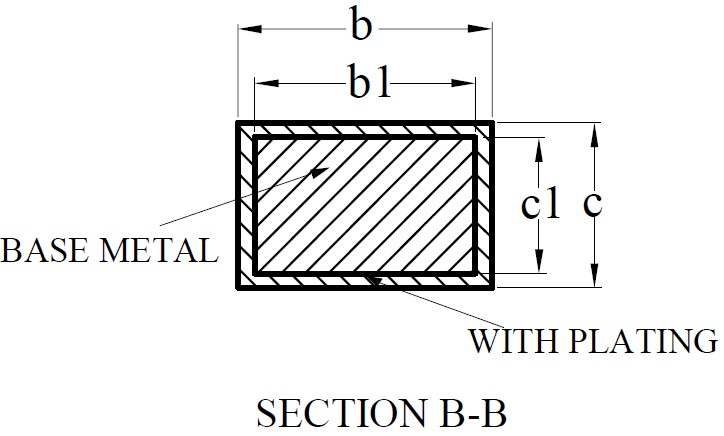 b
b1
c1 c
BASE METAL
WITH PLATING
SECTION B-B